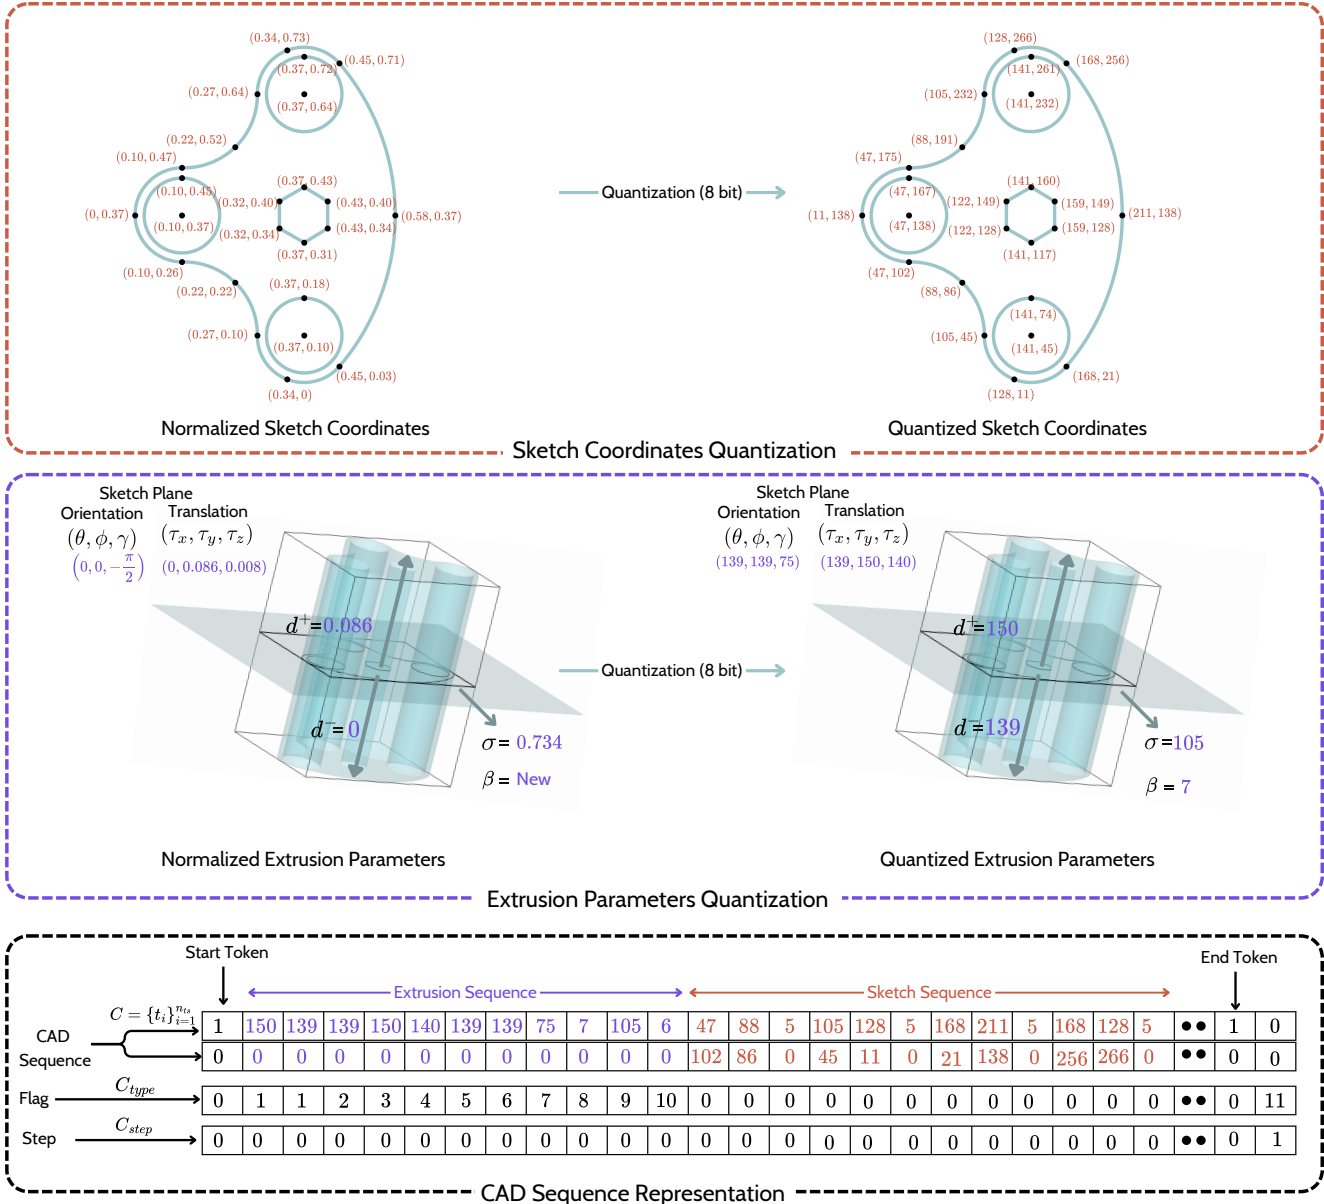 (0.34, 0.73)
(0.45, 0.71)
(0.37, 0.72)
(0.27, 0.64)
(0.37, 0.64)
(0.22, 0.52)
(0.10, 0.47)
(0.10, 0.45)
(0, 0.37)
(0.10, 0.37)
(0.37, 0.43)
(0.32, 0.40)
(0.43, 0.40)
(0.32, 0.34)
(0.43, 0.34)
(0.37, 0.31)
(0.58, 0.37)
(0.10, 0.26)
(0.22, 0.22)
(0.37, 0.18)
(0.27, 0.10)
(0.37, 0.10)
(0.45, 0.03)
(0.34, 0)
Normalized Sketch Coordinates
Quantization (8 bit)
(128, 266)
(168, 256)
(141, 261)
(105, 232)
(141, 232)
(88, 191)
(47, 175)
(47, 167)
(11, 138)
(47, 138)
(141, 160)
(122, 149)
(159, 149)
(122, 128)
(159, 128)
(141, 117)
(211, 138)
(47, 102)
(88, 86)
(141, 74)
(105, 45)
(141, 45)
(168, 21)
(128, 11)
Quantized Sketch Coordinates
Sketch Coordinates Quantization
Sketch Plane
Orientation Translation
(θ, ϕ, γ) (τx, τy, τz)
(0, 0, −π/2) (0, 0.086, 0.008)
d⁺=0.086
d⁻=0
σ= 0.734
β = New
Normalized Extrusion Parameters
Quantization (8 bit)
Sketch Plane
Orientation Translation
(θ, ϕ, γ) (τx, τy, τz)
(139, 139, 75) (139, 150, 140)
d⁺=150
d⁻=139
σ=105
β = 7
Quantized Extrusion Parameters
Extrusion Parameters Quantization
Start Token
End Token
Extrusion Sequence
Sketch Sequence
C = {tᵢ}ⁿᵗˢᵢ₌₁
CAD
Sequence
1 150 139 139 150 140 139 139 75 7 105 6 47 88 5 105 128 5 168 211 5 168 128 5 •• 1 0
0 0 0 0 0 0 0 0 0 0 0 0 102 86 0 45 11 0 21 138 0 256 266 0 •• 0 0
Flag Ctype 0 1 1 2 3 4 5 6 7 8 9 10 0 0 0 0 0 0 0 0 0 0 0 0 •• 0 11
Step Cstep 0 0 0 0 0 0 0 0 0 0 0 0 0 0 0 0 0 0 0 0 0 0 0 0 •• 0 1
CAD Sequence Representation